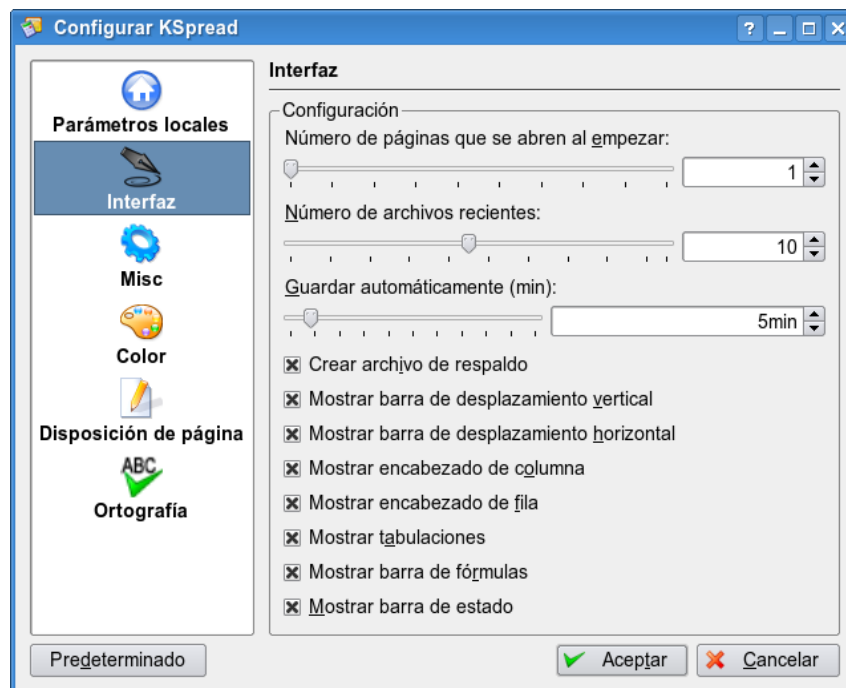 Configurar KSpread
Parámetros locales
Interfaz
Misc
Color
Disposición de página
ABC
Ortografía
Interfaz
Configuración
Número de páginas que se abren al empezar:
1
Número de archivos recientes:
10
Guardar automáticamente (min):
5min
Crear archivo de respaldo
Mostrar barra de desplazamiento vertical
Mostrar barra de desplazamiento horizontal
Mostrar encabezado de columna
Mostrar encabezado de fila
Mostrar tabulaciones
Mostrar barra de fórmulas
Mostrar barra de estado
Predeterminado
Aceptar
Cancelar